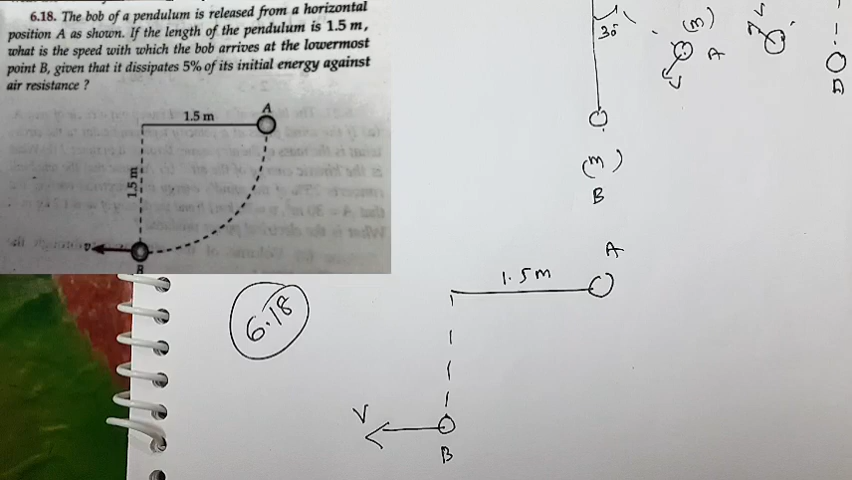 6.18. The bob of a pendulum is released from a horizontal
position A as shown. If the length of the pendulum is 1.5 m,
what is the speed with which the bob arrives at the lowermost
point B, given that it dissipates 5% of its initial energy against
air resistance ?
1.5 m
A
1.5 m
v
B
30°
(m)
A
V
V
(m)
B
6.18
1.5m
A
V
B